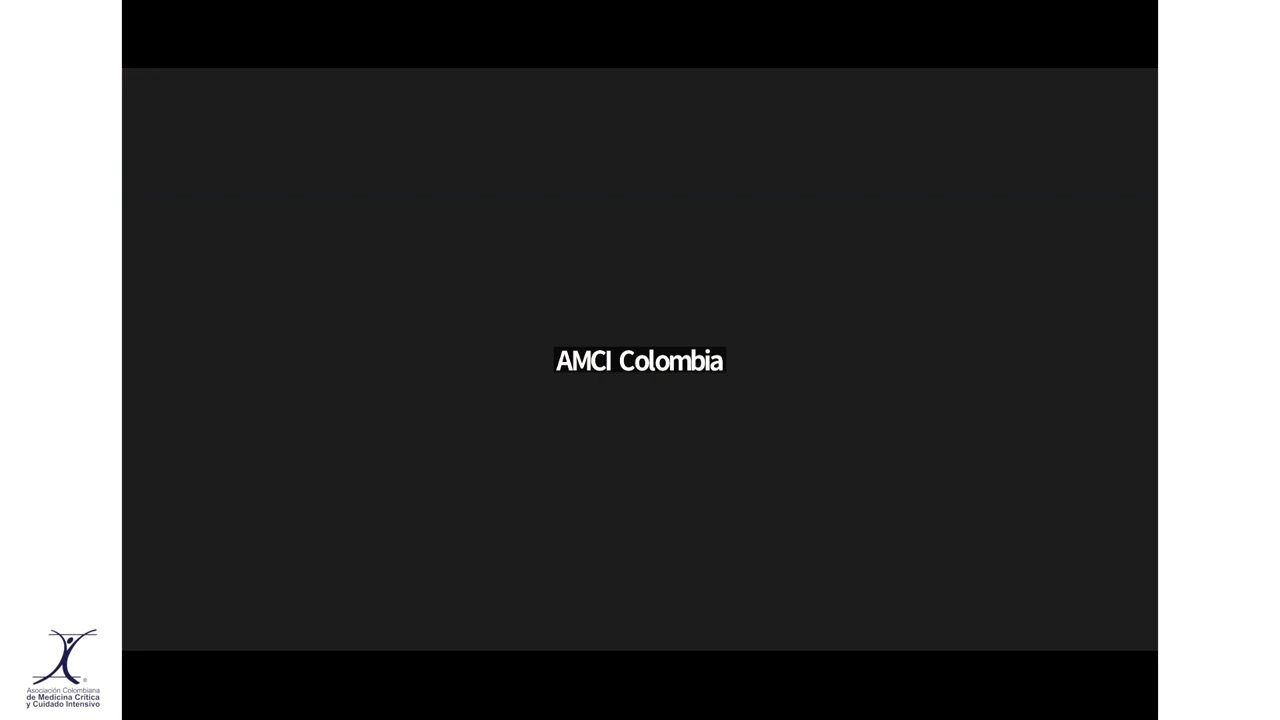 AMCI Colombia
Asociación Colombiana
de Medicina Crítica
y Cuidado Intensivo